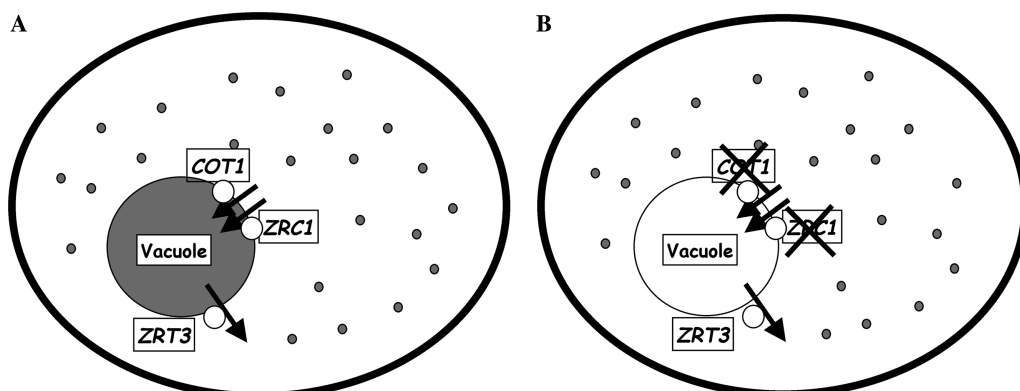 A
COT1
ZRC1
Vacuole
ZRT3
B
COT1
ZRC1
Vacuole
ZRT3